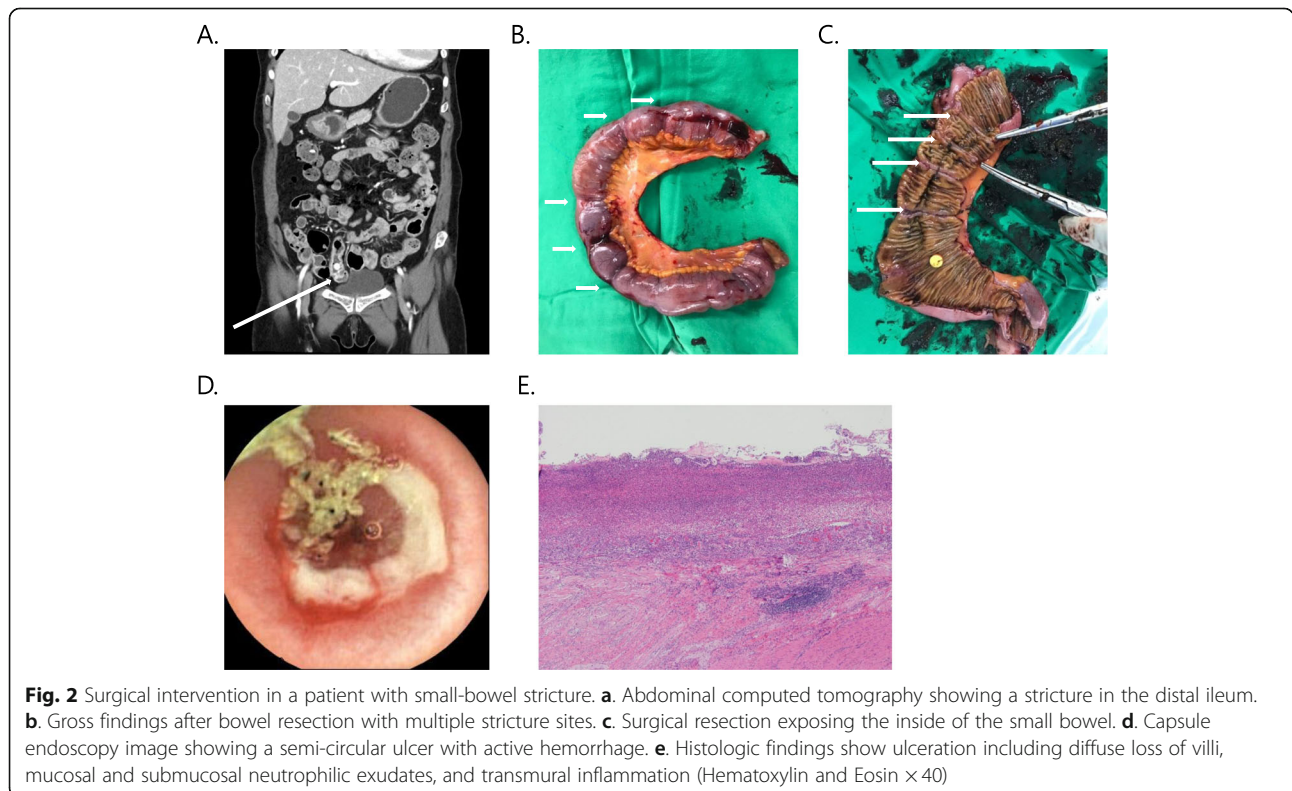 A.
B.
C.
D.
E.
Fig. 2 Surgical intervention in a patient with small-bowel stricture. a. Abdominal computed tomography showing a stricture in the distal ileum.
b. Gross findings after bowel resection with multiple stricture sites. c. Surgical resection exposing the inside of the small bowel. d. Capsule
endoscopy image showing a semi-circular ulcer with active hemorrhage. e. Histologic findings show ulceration including diffuse loss of villi,
mucosal and submucosal neutrophilic exudates, and transmural inflammation (Hematoxylin and Eosin × 40)